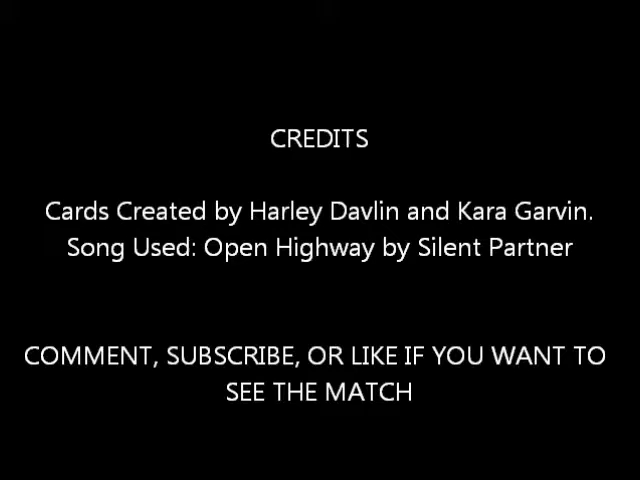 CREDITS
Cards Created by Harley Davlin and Kara Garvin.
Song Used: Open Highway by Silent Partner
COMMENT, SUBSCRIBE, OR LIKE IF YOU WANT TO
SEE THE MATCH